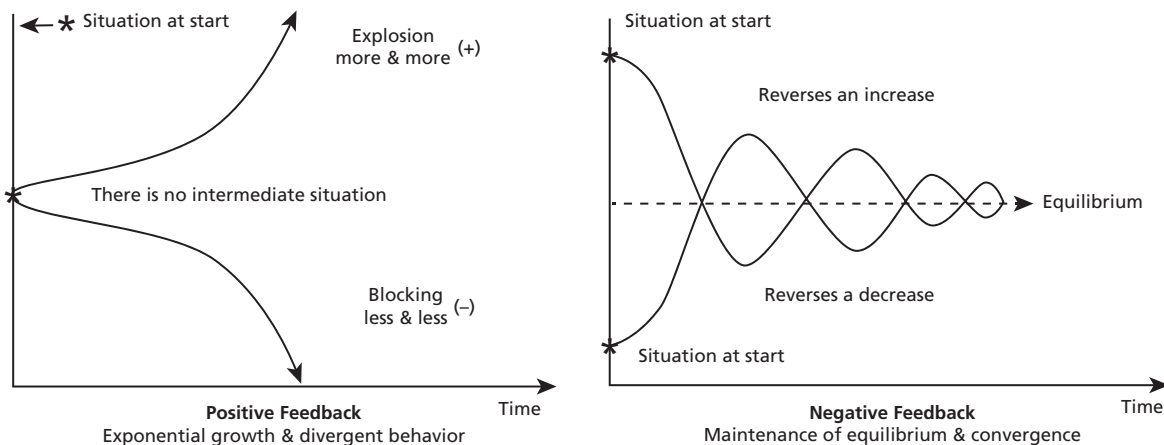 * Situation at start
Explosion
more & more (+)
There is no intermediate situation
*
Blocking
less & less (–)
Time
Positive Feedback
Exponential growth & divergent behavior
Situation at start
*
Reverses an increase
Equilibrium
Reverses a decrease
* Situation at start
Time
Negative Feedback
Maintenance of equilibrium & convergence